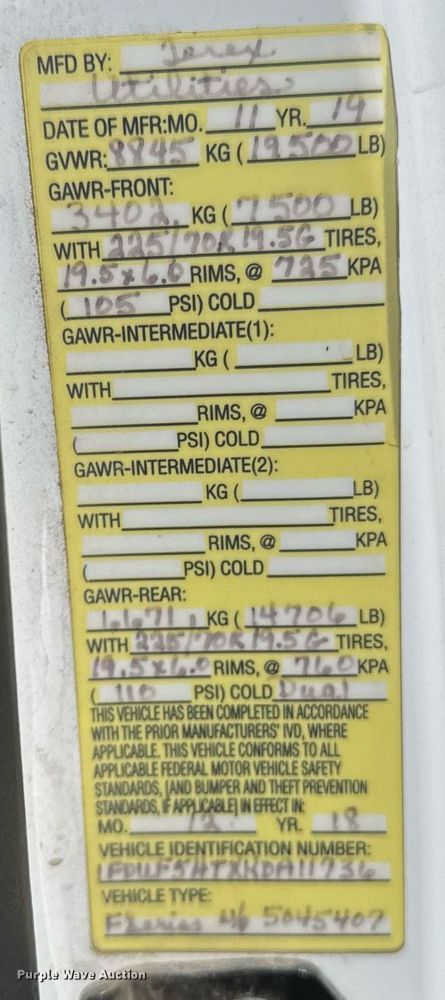 MFD BY: Terex
Utilities
DATE OF MFR:MO. 11 YR. 19
GVWR: 8845 KG ( 19,500 LB)
GAWR-FRONT:
3402 KG ( 7500 LB)
WITH 225/70R19.5G TIRES,
19.5x6.0 RIMS, @ 725 KPA
( 105 PSI) COLD
GAWR-INTERMEDIATE(1):
KG ( LB)
WITH TIRES,
RIMS, @ KPA
( PSI) COLD
GAWR-INTERMEDIATE(2):
KG ( LB)
WITH TIRES,
RIMS, @ KPA
( PSI) COLD
GAWR-REAR:
6671 KG ( 14706 LB)
WITH 225/70R19.5G TIRES,
19.5x6.0 RIMS, @ 760 KPA
( 110 PSI) COLD Dual
THIS VEHICLE HAS BEEN COMPLETED IN ACCORDANCE
WITH THE PRIOR MANUFACTURERS' IVD, WHERE
APPLICABLE. THIS VEHICLE CONFORMS TO ALL
APPLICABLE FEDERAL MOTOR VEHICLE SAFETY
STANDARDS, [AND BUMPER AND THEFT PREVENTION
STANDARDS, IF APPLICABLE] IN EFFECT IN:
MO. 12 YR. 18
VEHICLE IDENTIFICATION NUMBER:
1FDUF5HTXKDA11736
VEHICLE TYPE:
FSeries 5045407
Purple Wave Auction